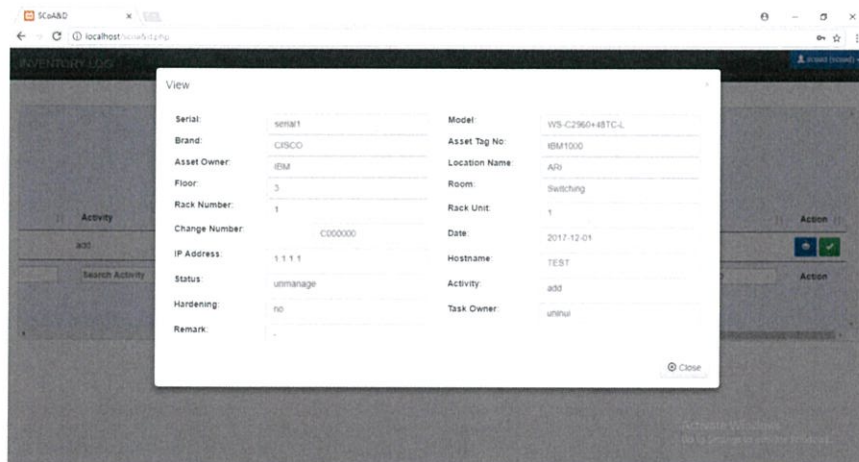 SCoA&D
localhost/scoa&d.php
INVENTORY LOG
View
Serial: serial1 Model: WS-C2960+48TC-L
Brand: CISCO Asset Tag No: IBM1000
Asset Owner: IBM Location Name: ARI
Floor: 3 Room: Switching
Rack Number: 1 Rack Unit: 1
Change Number: C000000 Date: 2017-12-01
IP Address: 1.1.1.1 Hostname: TEST
Status: unmanage Activity: add
Hardening: no Task Owner:
Remark: -
Close
Activity Action
add
Search Activity Action
Activate Windows